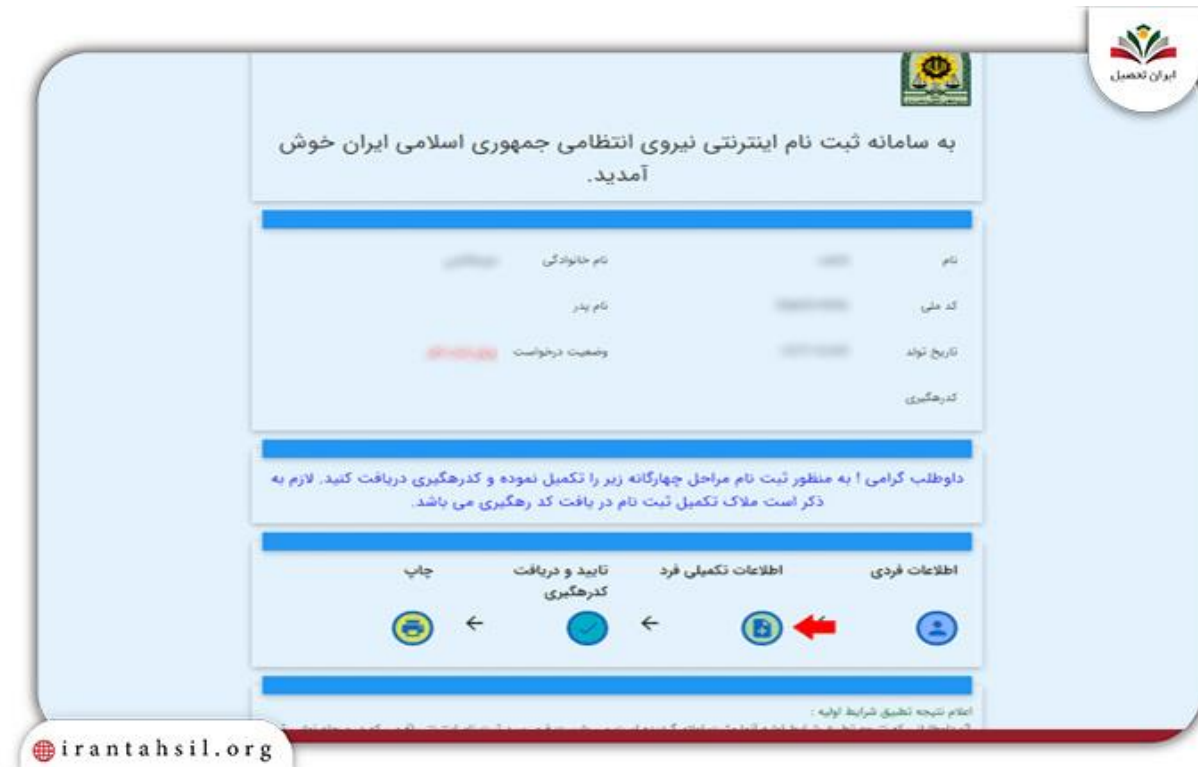 ایران تحصیل
به سامانه ثبت نام اینترنتی نیروی انتظامی جمهوری اسلامی ایران خوش
آمدید.
نام
نام خانوادگی
کد ملی
نام پدر
تاریخ تولد
وضعیت درخواست
کدرهگیری
داوطلب گرامی ! به منظور ثبت نام مراحل چهارگانه زیر را تکمیل نموده و کدرهگیری دریافت کنید. لازم به
ذکر است ملاک تکمیل ثبت نام در یافت کد رهگیری می باشد.
اطلاعات فردی
اطلاعات تکمیلی فرد
تایید و دریافت
کدرهگیری
چاپ
اعلام نتیجه تطبیق شرایط اولیه :
irantahsil.org